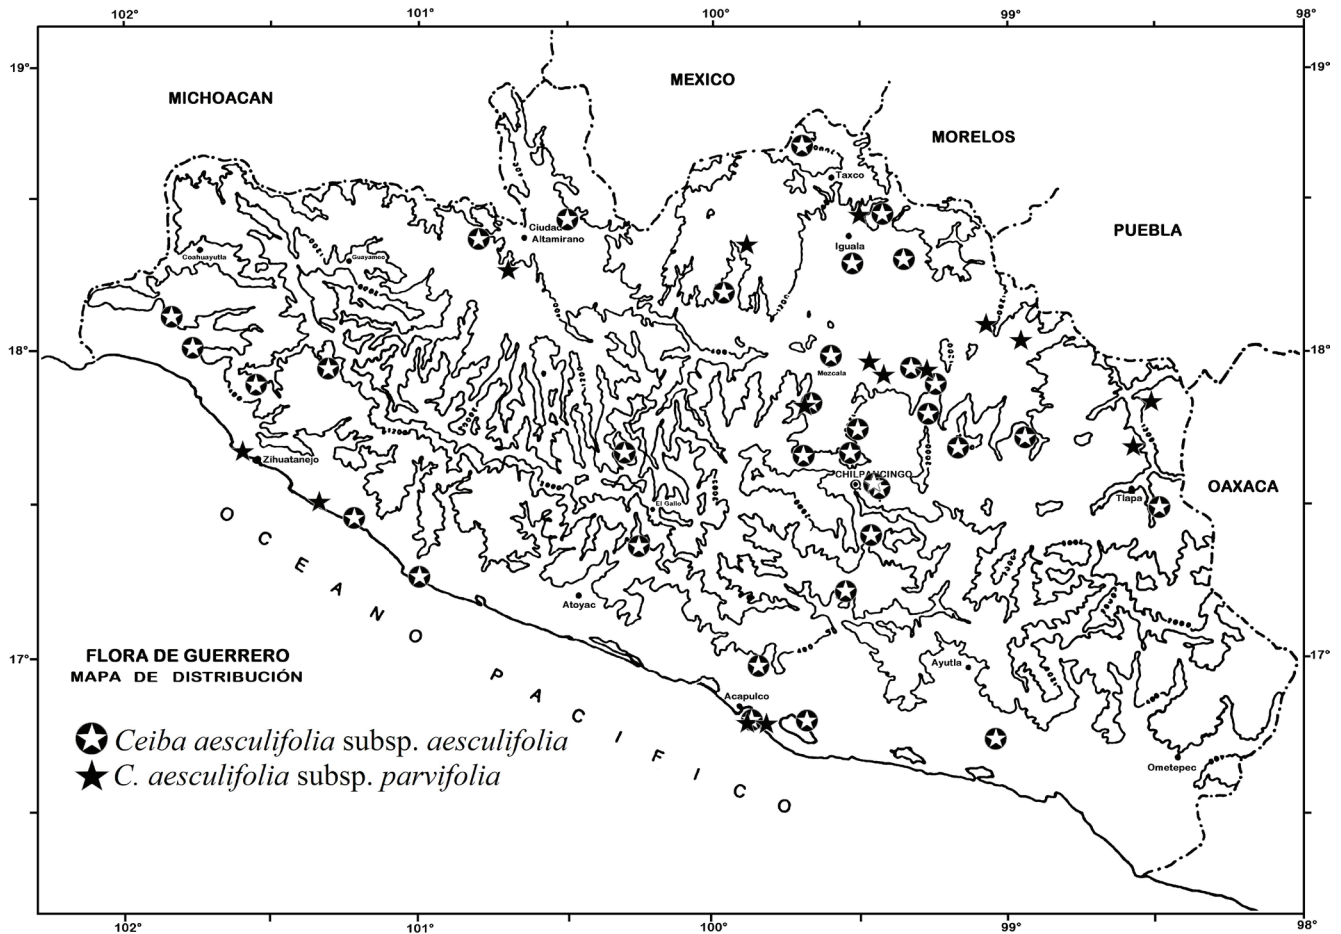 102°
101°
100°
99°
98°
19°
19°
MEXICO
MICHOACAN
MORELOS
Taxco
PUEBLA
Ciudad
Altamirano
Iguala
Coahuayutla
Guayameo
18°
18°
Mezcala
Zihuatanejo
CHILPANCINGO
OAXACA
Tlapa
El Gallo
OCEANO PACIFICO
Atoyac
17°
17°
FLORA DE GUERRERO
MAPA DE DISTRIBUCIÓN
Ayutla
Acapulco
Ceiba aesculifolia subsp. aesculifolia
C. aesculifolia subsp. parvifolia
Ometepec
102°
101°
100°
99°
98°